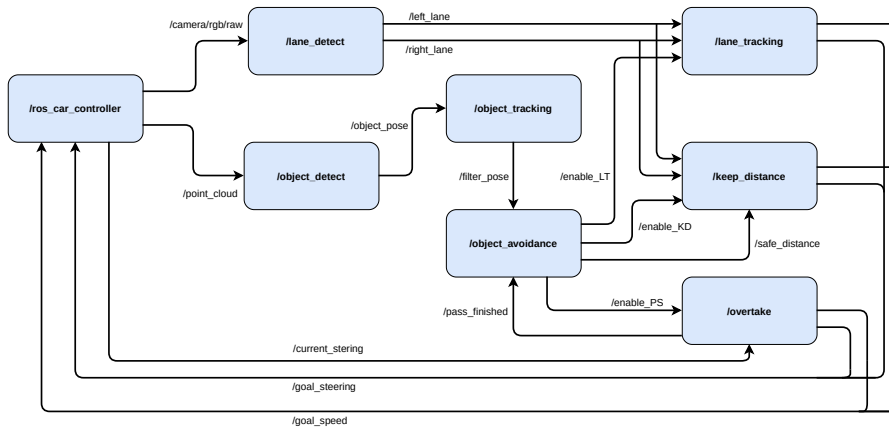 /left_lane
/camera/rgb/raw
/lane_detect
/lane_tracking
/right_lane
/ros_car_controller
/object_tracking
/object_pose
/object_detect
/filter_pose
/enable_LT
/keep_distance
/point_cloud
/enable_KD
/object_avoidance
/safe_distance
/enable_PS
/pass_finished
/overtake
/current_stering
/goal_steering
/goal_speed